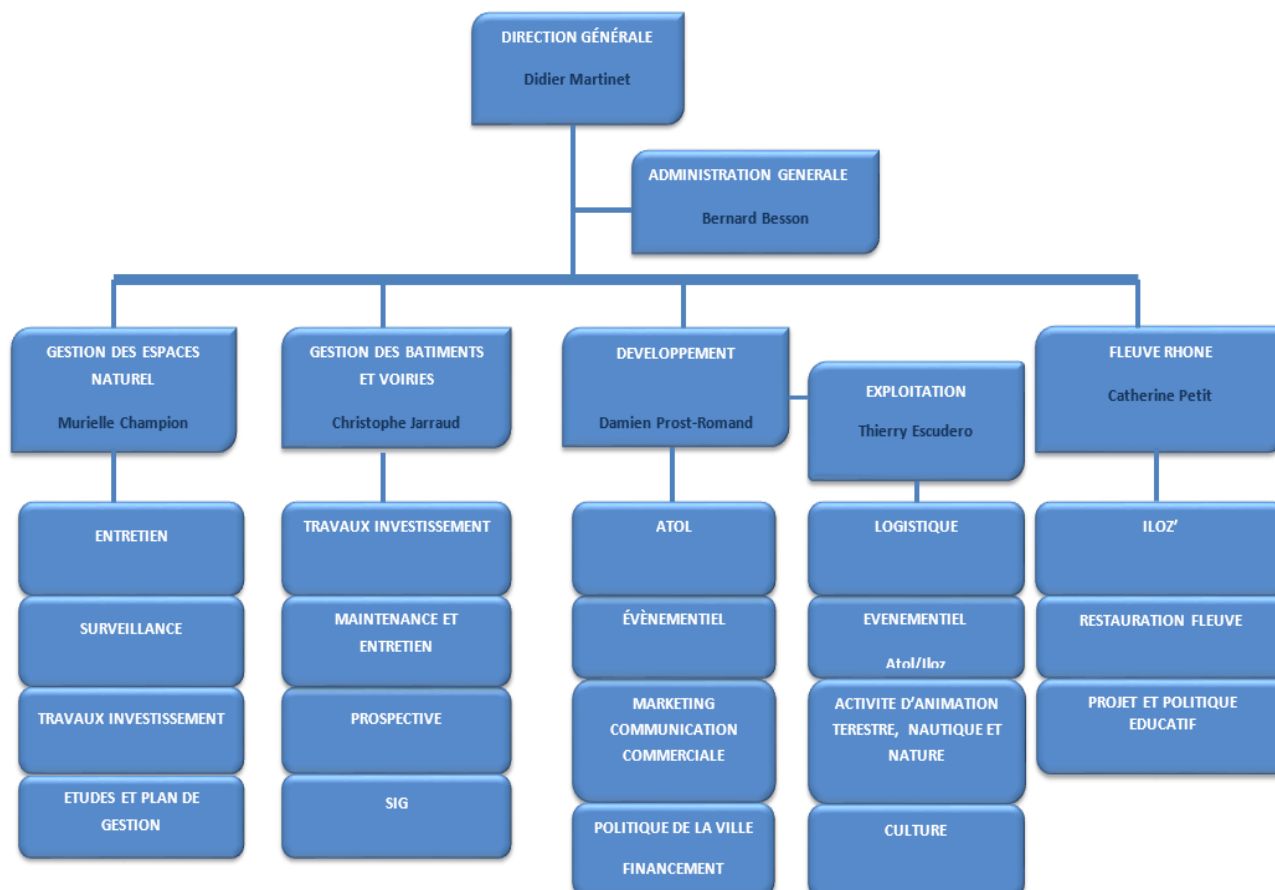 DIRECTION GÉNÉRALE
Didier Martinet
ADMINISTRATION GENERALE
Bernard Besson
GESTION DES ESPACES
NATUREL
Murielle Champion
GESTION DES BATIMENTS
ET VOIRIES
Christophe Jarraud
DEVELOPPEMENT
Damien Prost-Romand
EXPLOITATION
Thierry Escudero
FLEUVE RHONE
Catherine Petit
ENTRETIEN
SURVEILLANCE
TRAVAUX INVESTISSEMENT
ETUDES ET PLAN DE
GESTION
TRAVAUX INVESTISSEMENT
MAINTENANCE ET
ENTRETIEN
PROSPECTIVE
SIG
ATOL
ÉVÈNEMENTIEL
MARKETING
COMMUNICATION
COMMERCIALE
POLITIQUE DE LA VILLE
FINANCEMENT
LOGISTIQUE
EVENEMENTIEL
Atol/Iloz
ACTIVITE D'ANIMATION
TERESTRE, NAUTIQUE ET
NATURE
CULTURE
ILOZ'
RESTAURATION FLEUVE
PROJET ET POLITIQUE
EDUCATIF